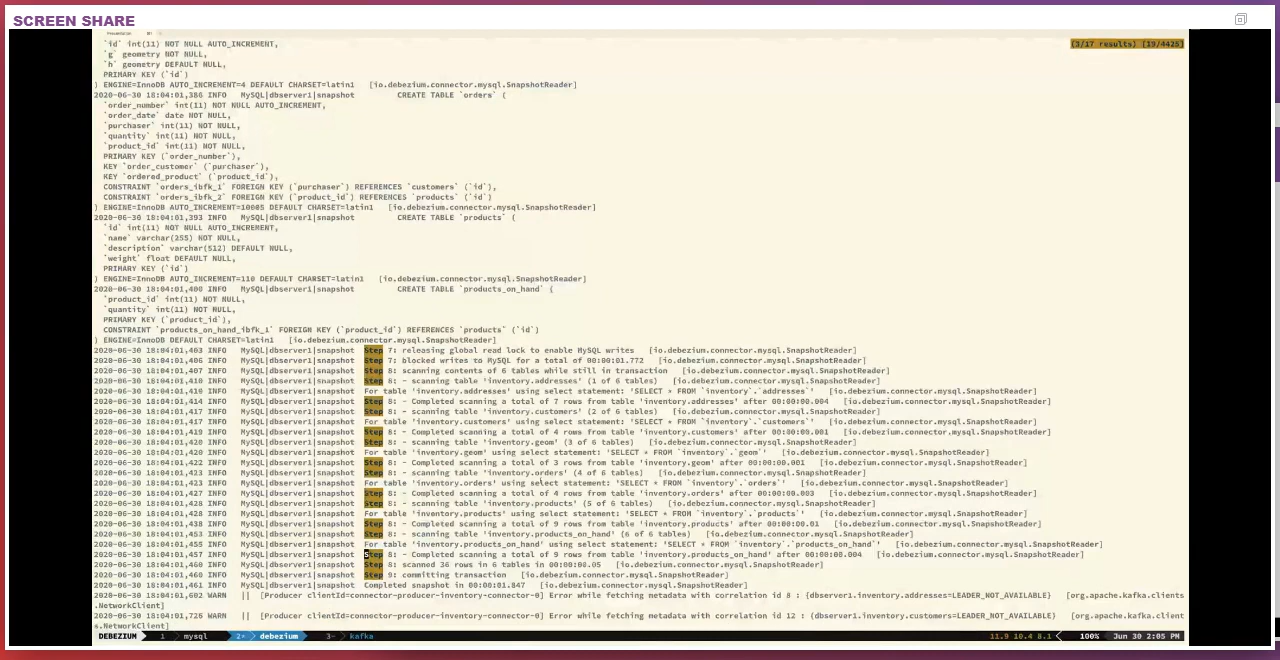 SCREEN SHARE
`id` int(11) NOT NULL AUTO_INCREMENT,
(3/17 results) [19/4425]
`g` geometry NOT NULL,
`h` geometry DEFAULT NULL,
PRIMARY KEY (`id`)
) ENGINE=InnoDB AUTO_INCREMENT=4 DEFAULT CHARSET=latin1   [io.debezium.connector.mysql.SnapshotReader]
2020-06-30 18:04:01,386 INFO   MySQL|dbserver1|snapshot         CREATE TABLE `orders` (
`order_number` int(11) NOT NULL AUTO_INCREMENT,
`order_date` date NOT NULL,
`purchaser` int(11) NOT NULL,
`quantity` int(11) NOT NULL,
`product_id` int(11) NOT NULL,
PRIMARY KEY (`order_number`),
KEY `order_customer` (`purchaser`),
KEY `ordered_product` (`product_id`),
CONSTRAINT `orders_ibfk_1` FOREIGN KEY (`purchaser`) REFERENCES `customers` (`id`),
CONSTRAINT `orders_ibfk_2` FOREIGN KEY (`product_id`) REFERENCES `products` (`id`)
) ENGINE=InnoDB AUTO_INCREMENT=10005 DEFAULT CHARSET=latin1   [io.debezium.connector.mysql.SnapshotReader]
2020-06-30 18:04:01,393 INFO   MySQL|dbserver1|snapshot         CREATE TABLE `products` (
`id` int(11) NOT NULL AUTO_INCREMENT,
`name` varchar(255) NOT NULL,
`description` varchar(512) DEFAULT NULL,
`weight` float DEFAULT NULL,
PRIMARY KEY (`id`)
) ENGINE=InnoDB AUTO_INCREMENT=110 DEFAULT CHARSET=latin1   [io.debezium.connector.mysql.SnapshotReader]
2020-06-30 18:04:01,400 INFO   MySQL|dbserver1|snapshot         CREATE TABLE `products_on_hand` (
`product_id` int(11) NOT NULL,
`quantity` int(11) NOT NULL,
PRIMARY KEY (`product_id`),
CONSTRAINT `products_on_hand_ibfk_1` FOREIGN KEY (`product_id`) REFERENCES `products` (`id`)
) ENGINE=InnoDB DEFAULT CHARSET=latin1   [io.debezium.connector.mysql.SnapshotReader]
2020-06-30 18:04:01,403 INFO   MySQL|dbserver1|snapshot  Step 7: releasing global read lock to enable MySQL writes   [io.debezium.connector.mysql.SnapshotReader]
2020-06-30 18:04:01,406 INFO   MySQL|dbserver1|snapshot  Step 7: blocked writes to MySQL for a total of 00:00:01.772   [io.debezium.connector.mysql.SnapshotReader]
2020-06-30 18:04:01,407 INFO   MySQL|dbserver1|snapshot  Step 8: scanning contents of 6 tables while still in transaction   [io.debezium.connector.mysql.SnapshotReader]
2020-06-30 18:04:01,410 INFO   MySQL|dbserver1|snapshot  Step 8: - scanning table 'inventory.addresses' (1 of 6 tables)   [io.debezium.connector.mysql.SnapshotReader]
2020-06-30 18:04:01,410 INFO   MySQL|dbserver1|snapshot  For table 'inventory.addresses' using select statement: 'SELECT * FROM `inventory`.`addresses`'   [io.debezium.connector.mysql.SnapshotReader]
2020-06-30 18:04:01,414 INFO   MySQL|dbserver1|snapshot  Step 8: - Completed scanning a total of 7 rows from table 'inventory.addresses' after 00:00:00.004   [io.debezium.connector.mysql.SnapshotReader]
2020-06-30 18:04:01,417 INFO   MySQL|dbserver1|snapshot  Step 8: - scanning table 'inventory.customers' (2 of 6 tables)   [io.debezium.connector.mysql.SnapshotReader]
2020-06-30 18:04:01,417 INFO   MySQL|dbserver1|snapshot  For table 'inventory.customers' using select statement: 'SELECT * FROM `inventory`.`customers`'   [io.debezium.connector.mysql.SnapshotReader]
2020-06-30 18:04:01,419 INFO   MySQL|dbserver1|snapshot  Step 8: - Completed scanning a total of 4 rows from table 'inventory.customers' after 00:00:00.001   [io.debezium.connector.mysql.SnapshotReader]
2020-06-30 18:04:01,420 INFO   MySQL|dbserver1|snapshot  Step 8: - scanning table 'inventory.geom' (3 of 6 tables)   [io.debezium.connector.mysql.SnapshotReader]
2020-06-30 18:04:01,420 INFO   MySQL|dbserver1|snapshot  For table 'inventory.geom' using select statement: 'SELECT * FROM `inventory`.`geom`'   [io.debezium.connector.mysql.SnapshotReader]
2020-06-30 18:04:01,422 INFO   MySQL|dbserver1|snapshot  Step 8: - Completed scanning a total of 3 rows from table 'inventory.geom' after 00:00:00.001   [io.debezium.connector.mysql.SnapshotReader]
2020-06-30 18:04:01,423 INFO   MySQL|dbserver1|snapshot  Step 8: - scanning table 'inventory.orders' (4 of 6 tables)   [io.debezium.connector.mysql.SnapshotReader]
2020-06-30 18:04:01,423 INFO   MySQL|dbserver1|snapshot  For table 'inventory.orders' using select statement: 'SELECT * FROM `inventory`.`orders`'   [io.debezium.connector.mysql.SnapshotReader]
2020-06-30 18:04:01,427 INFO   MySQL|dbserver1|snapshot  Step 8: - Completed scanning a total of 4 rows from table 'inventory.orders' after 00:00:00.003   [io.debezium.connector.mysql.SnapshotReader]
2020-06-30 18:04:01,428 INFO   MySQL|dbserver1|snapshot  Step 8: - scanning table 'inventory.products' (5 of 6 tables)   [io.debezium.connector.mysql.SnapshotReader]
2020-06-30 18:04:01,428 INFO   MySQL|dbserver1|snapshot  For table 'inventory.products' using select statement: 'SELECT * FROM `inventory`.`products`'   [io.debezium.connector.mysql.SnapshotReader]
2020-06-30 18:04:01,438 INFO   MySQL|dbserver1|snapshot  Step 8: - Completed scanning a total of 9 rows from table 'inventory.products' after 00:00:00.01   [io.debezium.connector.mysql.SnapshotReader]
2020-06-30 18:04:01,453 INFO   MySQL|dbserver1|snapshot  Step 8: - scanning table 'inventory.products_on_hand' (6 of 6 tables)   [io.debezium.connector.mysql.SnapshotReader]
2020-06-30 18:04:01,455 INFO   MySQL|dbserver1|snapshot  For table 'inventory.products_on_hand' using select statement: 'SELECT * FROM `inventory`.`products_on_hand`'   [io.debezium.connector.mysql.SnapshotReader]
2020-06-30 18:04:01,457 INFO   MySQL|dbserver1|snapshot  Step 8: - Completed scanning a total of 9 rows from table 'inventory.products_on_hand' after 00:00:00.004   [io.debezium.connector.mysql.SnapshotReader]
2020-06-30 18:04:01,460 INFO   MySQL|dbserver1|snapshot  Step 8: scanned 36 rows in 6 tables in 00:00:00.05   [io.debezium.connector.mysql.SnapshotReader]
2020-06-30 18:04:01,460 INFO   MySQL|dbserver1|snapshot  Step 9: committing transaction   [io.debezium.connector.mysql.SnapshotReader]
2020-06-30 18:04:01,461 INFO   MySQL|dbserver1|snapshot  Completed snapshot in 00:00:01.847   [io.debezium.connector.mysql.SnapshotReader]
2020-06-30 18:04:01,602 WARN   ||  [Producer clientId=connector-producer-inventory-connector-0] Error while fetching metadata with correlation id 8 : {dbserver1.inventory.addresses=LEADER_NOT_AVAILABLE}   [org.apache.kafka.clients
.NetworkClient]
2020-06-30 18:04:01,726 WARN   ||  [Producer clientId=connector-producer-inventory-connector-0] Error while fetching metadata with correlation id 12 : {dbserver1.inventory.customers=LEADER_NOT_AVAILABLE}   [org.apache.kafka.client
s.NetworkClient]
DEBEZIUM 1 mysql 2* debezium 3- kafka 11.9 10.4 8.1 100% Jun 30 2:05 PM